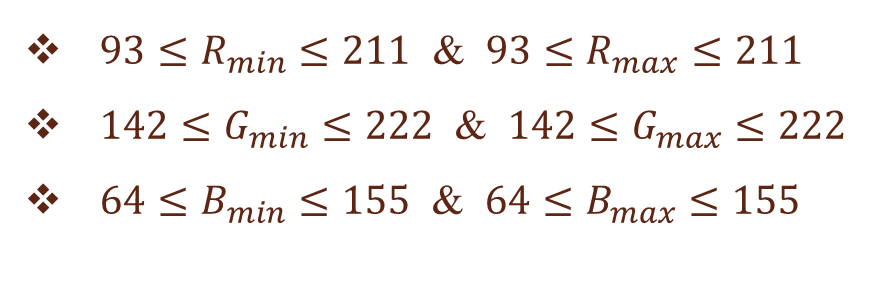 ❖ 93 ≤ R_min ≤ 211 & 93 ≤ R_max ≤ 211
❖ 142 ≤ G_min ≤ 222 & 142 ≤ G_max ≤ 222
❖ 64 ≤ B_min ≤ 155 & 64 ≤ B_max ≤ 155